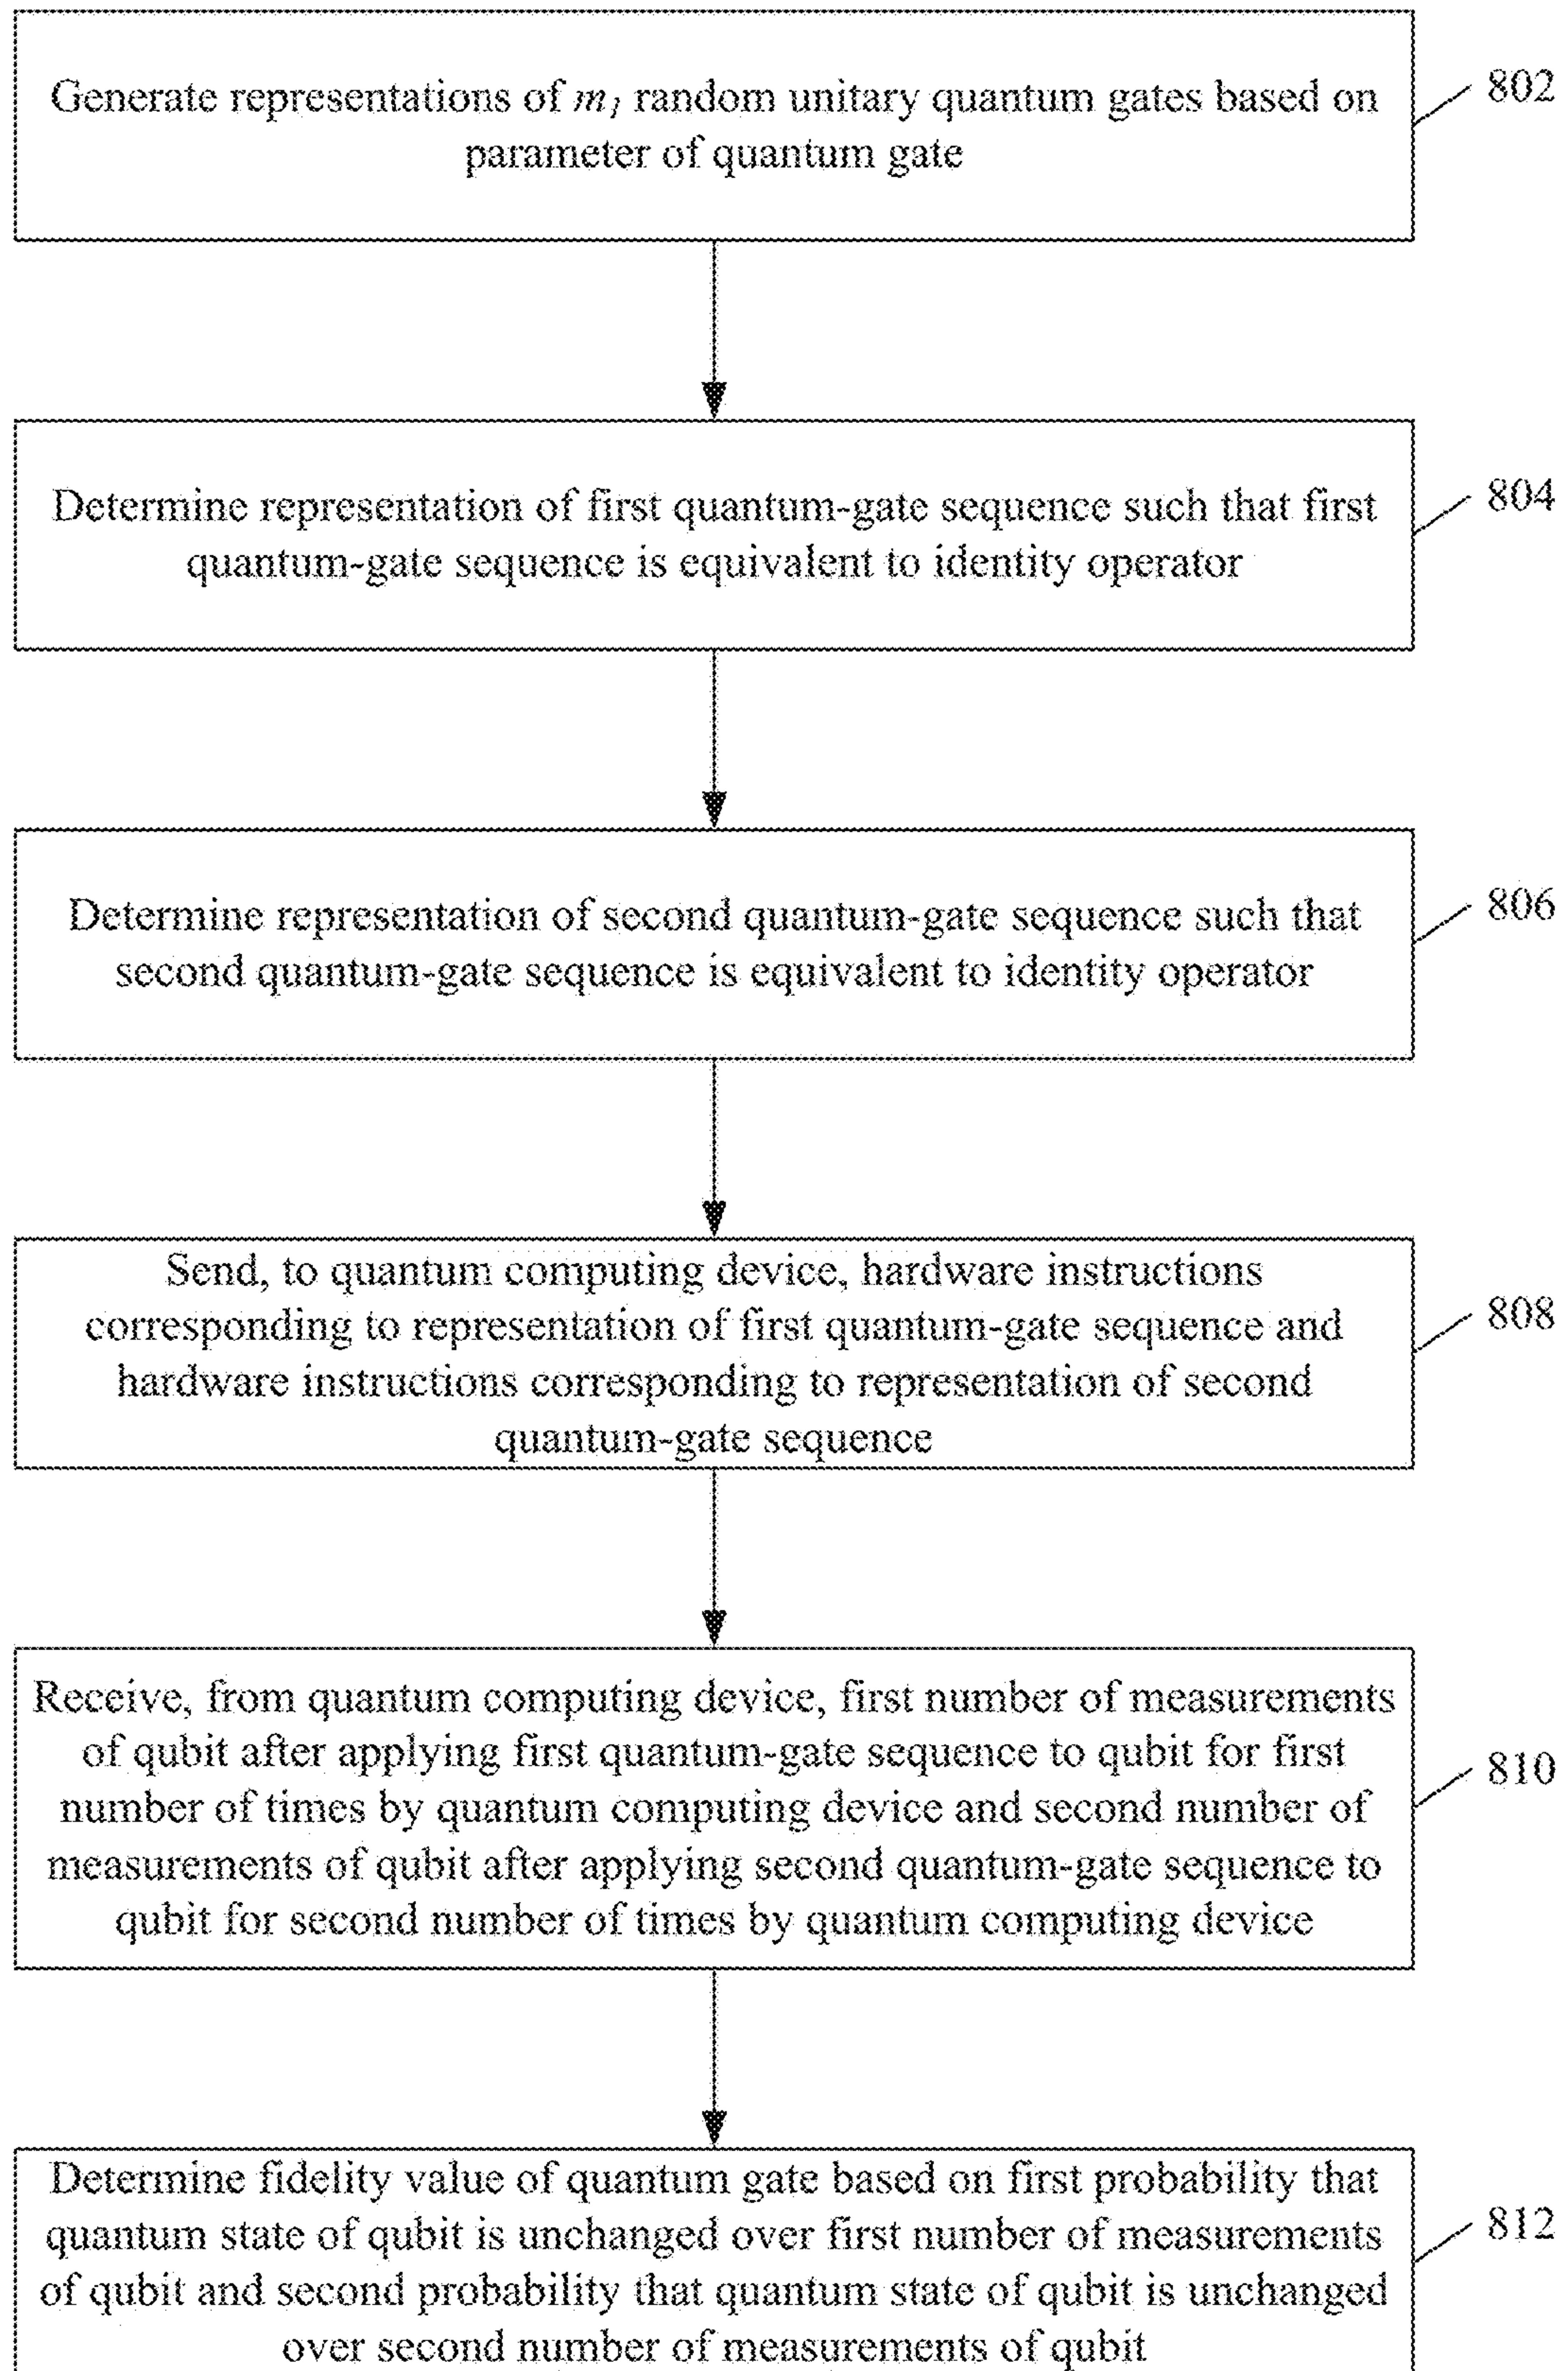 Generate representations of m₁ random unitary quantum gates based on
parameter of quantum gate
802
Determine representation of first quantum-gate sequence such that first
quantum-gate sequence is equivalent to identity operator
804
Determine representation of second quantum-gate sequence such that
second quantum-gate sequence is equivalent to identity operator
806
Send, to quantum computing device, hardware instructions
corresponding to representation of first quantum-gate sequence and
hardware instructions corresponding to representation of second
quantum-gate sequence
808
Receive, from quantum computing device, first number of measurements
of qubit after applying first quantum-gate sequence to qubit for first
number of times by quantum computing device and second number of
measurements of qubit after applying second quantum-gate sequence to
qubit for second number of times by quantum computing device
810
Determine fidelity value of quantum gate based on first probability that
quantum state of qubit is unchanged over first number of measurements
of qubit and second probability that quantum state of qubit is unchanged
over second number of measurements of qubit
812